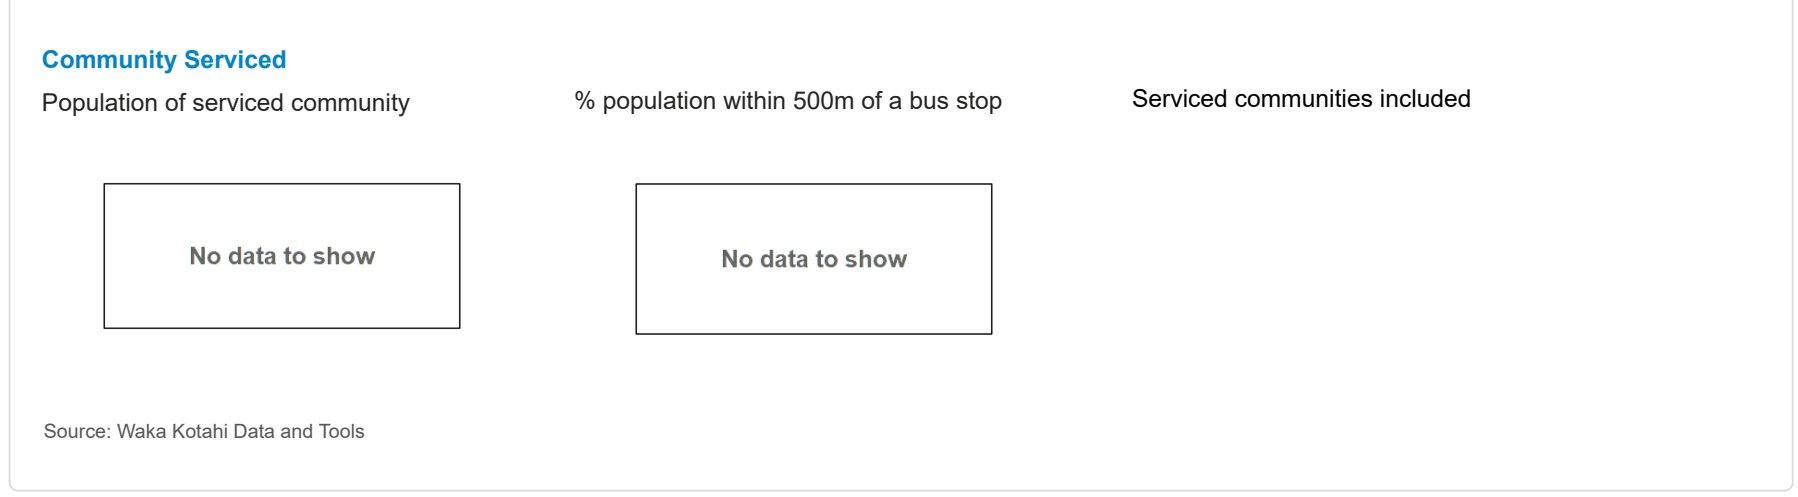 Community Serviced
Population of serviced community
% population within 500m of a bus stop
Serviced communities included
No data to show
No data to show
Source: Waka Kotahi Data and Tools